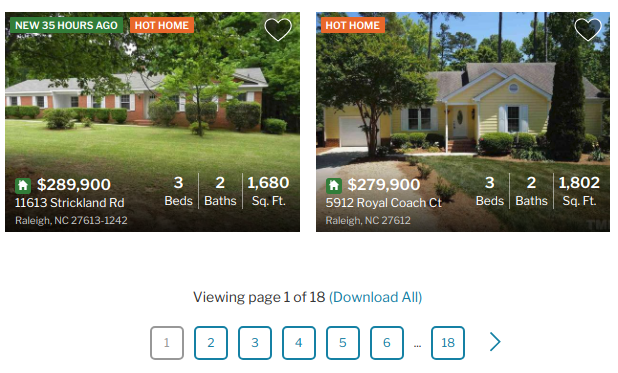 NEW 35 HOURS AGO HOT HOME
$289,900
11613 Strickland Rd
Raleigh, NC 27613-1242
3 2 1,680
Beds Baths Sq. Ft.
HOT HOME
$279,900
5912 Royal Coach Ct
Raleigh, NC 27612
3 2 1,802
Beds Baths Sq. Ft.
Viewing page 1 of 18 (Download All)
1 2 3 4 5 6 ... 18